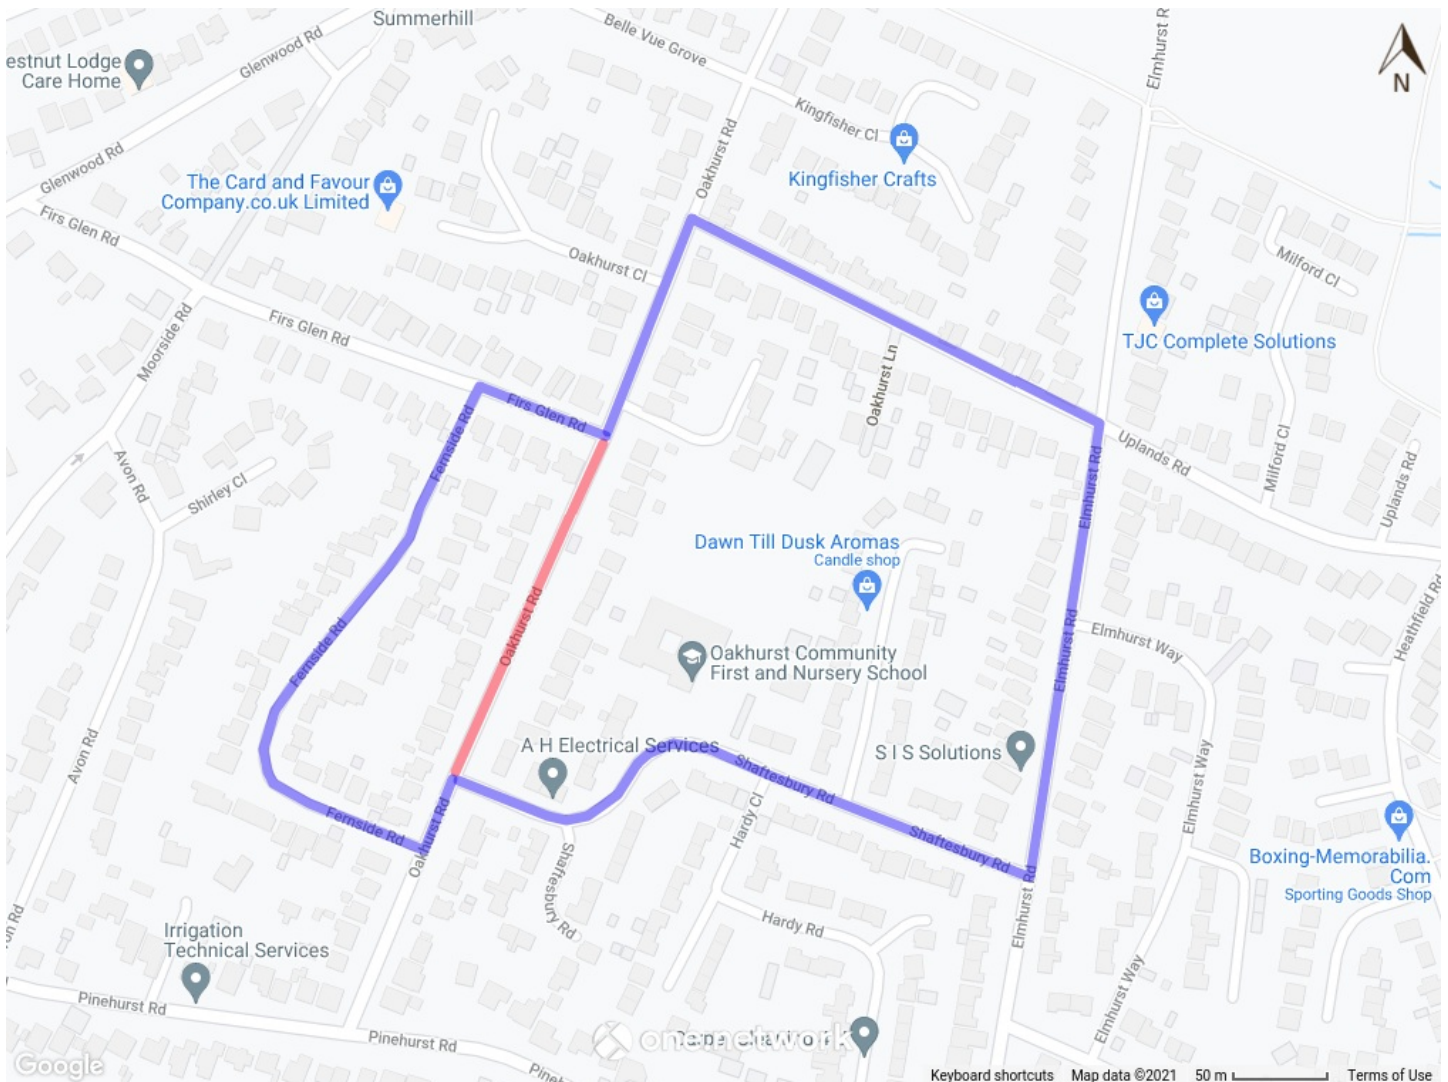 Summerhill
Belle Vue Grove
Elmhurst R
Glenwood Rd
estnut Lodge
Care Home
N
Kingfisher Cl
Oakhurst Rd
Glenwood Rd
The Card and Favour
Company.co.uk Limited
Kingfisher Crafts
Firs Glen Rd
Oakhurst Cl
Milford Cl
Moorside Rd
Firs Glen Rd
TJC Complete Solutions
Oakhurst Ln
Firs Glen Rd
Fernside Rd
Uplands Rd
Milford Cl
Uplands Rd
Avon Rd
Shirley Cl
Elmhurst Rd
Dawn Till Dusk Aromas
Candle shop
Oakhurst Rd
Heathfield Rd
Fernside Rd
Elmhurst Rd
Elmhurst Way
Oakhurst Community
First and Nursery School
Avon Rd
A H Electrical Services
S I S Solutions
Shaftesbury Rd
Elmhurst Way
Fernside Rd
Oakhurst Rd
Hardy Cl
Shaftesbury Rd
Boxing-Memorabilia.
Com
Sporting Goods Shop
Shaftesbury Rd
Elmhurst Rd
on Rd
Hardy Rd
Irrigation
Technical Services
Pinehurst Rd
Pinehurst Rd
Elmhurst Way
one.network
Pineh
Google
Keyboard shortcuts Map data ©2021 50 m Terms of Use